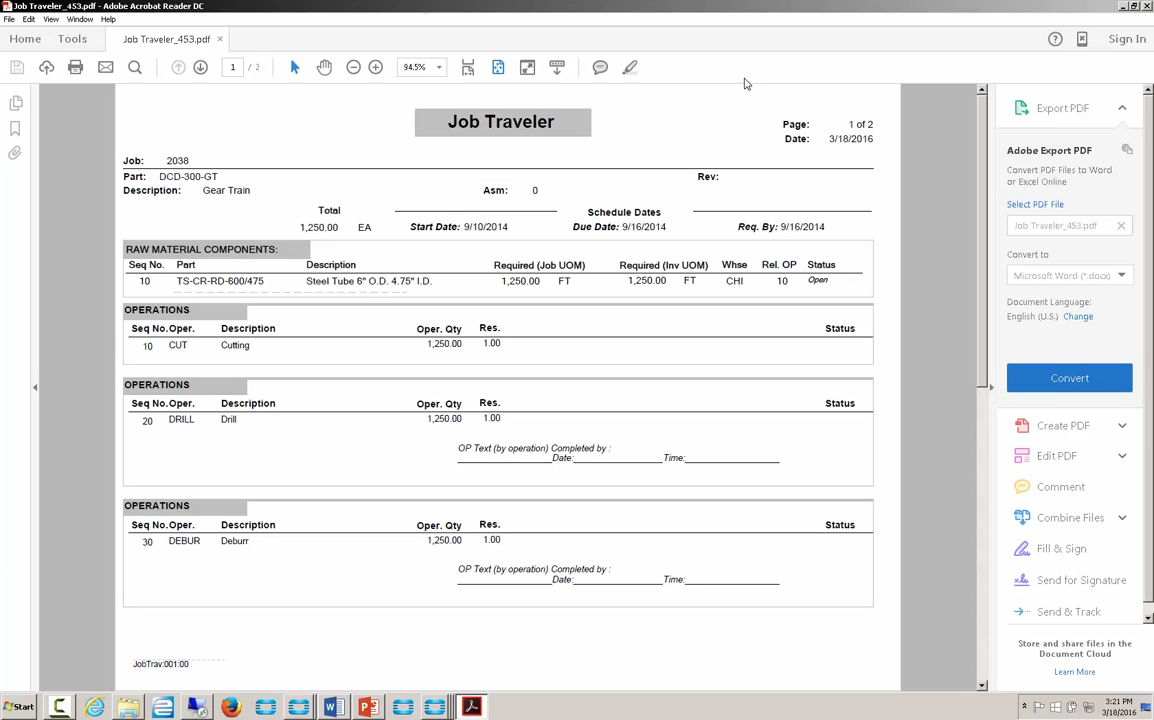 Job Traveler_453.pdf - Adobe Acrobat Reader DC
File Edit View Window Help
Home Tools Job Traveler_453.pdf × Sign In
1 / 2 94.5%
Job Traveler
Page: 1 of 2
Date: 3/18/2016
Job: 2038
Part: DCD-300-GT Rev:
Description: Gear Train Asm: 0
Total Schedule Dates
1,250.00 EA Start Date: 9/10/2014 Due Date: 9/16/2014 Req. By: 9/16/2014
RAW MATERIAL COMPONENTS:
Seq No. Part Description Required (Job UOM) Required (Inv UOM) Whse Rel. OP Status
10 TS-CR-RD-600/475 Steel Tube 6" O.D. 4.75" I.D. 1,250.00 FT 1,250.00 FT CHI 10 Open
OPERATIONS
Seq No. Oper. Description Oper. Qty Res. Status
10 CUT Cutting 1,250.00 1.00
OPERATIONS
Seq No. Oper. Description Oper. Qty Res. Status
20 DRILL Drill 1,250.00 1.00
OP Text (by operation) Completed by :
Date: Time:
OPERATIONS
Seq No. Oper. Description Oper. Qty Res. Status
30 DEBUR Deburr 1,250.00 1.00
OP Text (by operation) Completed by :
Date: Time:
JobTrav:001:00
Export PDF
Adobe Export PDF
Convert PDF Files to Word
or Excel Online
Select PDF File
Job Traveler_453.pdf
Convert to
Microsoft Word (*.docx)
Document Language:
English (U.S.) Change
Convert
Create PDF
Edit PDF
Comment
Combine Files
Fill & Sign
Send for Signature
Send & Track
Store and share files in the
Document Cloud
Learn More
Start 3:21 PM
3/18/2016